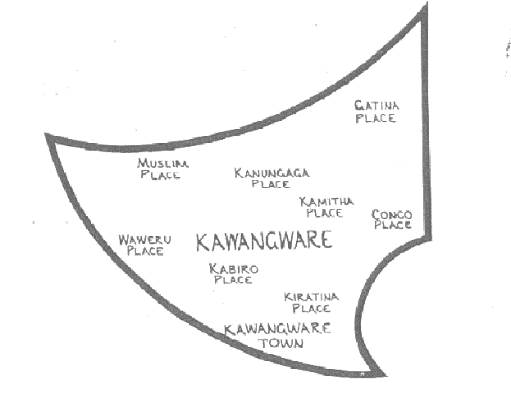 GATINA
PLACE
MUSLIM
PLACE
KANUNGAGA
PLACE
KAMITHA
PLACE
CONGO
PLACE
WAWERU
PLACE
KAWANGWARE
KABIRO
PLACE
KIRATINA
PLACE
KAWANGWARE
TOWN